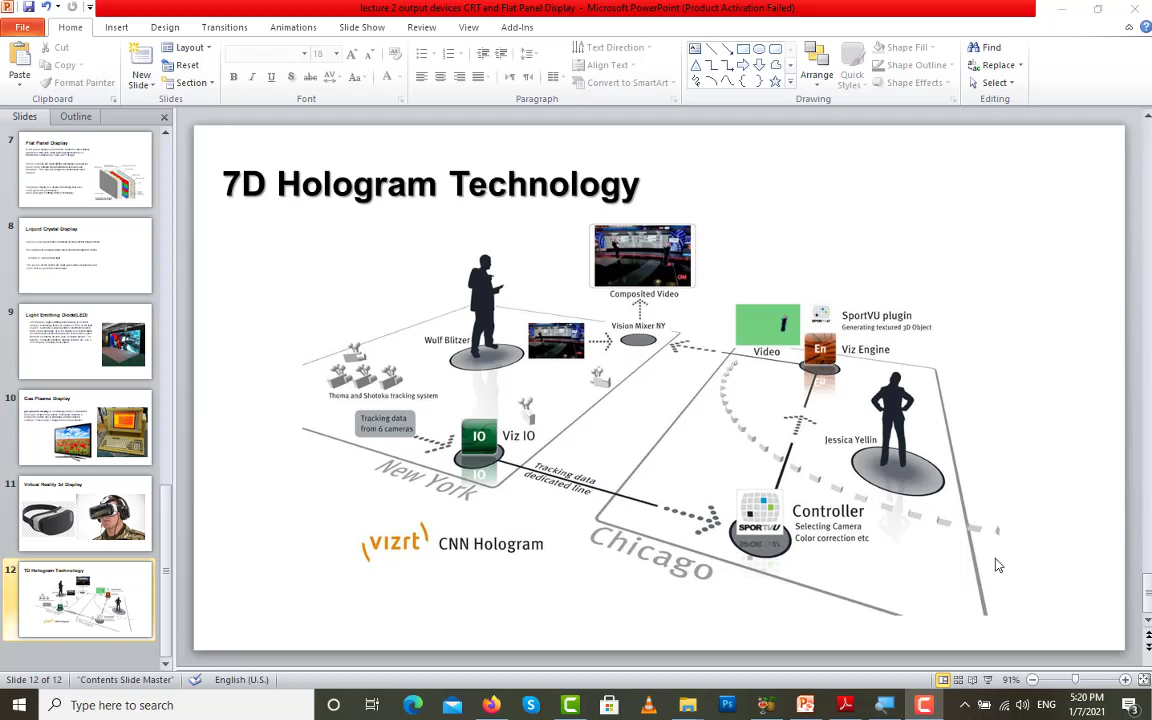 lecture 2 output devices CRT and Flat Panel Display - Microsoft PowerPoint (Product Activation Failed)
File Home Insert Design Transitions Animations Slide Show Review View Add-Ins
Paste
Cut
Copy
Format Painter
Clipboard
New Slide
Layout
Reset
Section
Slides
18
Font
Text Direction
Align Text
Convert to SmartArt
Paragraph
Arrange
Quick Styles
Shape Fill
Shape Outline
Shape Effects
Drawing
Find
Replace
Select
Editing
Slides Outline
7
Flat Panel Display
8
Liquid Crystal Display
9
Light Emitting Diode(LED)
10
Gas Plasma Display
11
Virtual Reality 3d Display
12
7D Hologram Technology
7D Hologram Technology
CNN
Composited Video
Vision Mixer NY
Wulf Blitzer
Thoma and Shotoku tracking system
Tracking data
from 6 cameras
IO
Viz IO
New York
Tracking data
dedicated line
Video
SportVU plugin
Generating textured 3D Object
En
Viz Engine
Jessica Yellin
SPORTVU
Controller
Selecting Camera
Color correction etc
Chicago
vizrt
CNN Hologram
Slide 12 of 12 "Contents Slide Master" English (U.S.) 91%
Type here to search
ENG
5:20 PM
1/7/2021
3